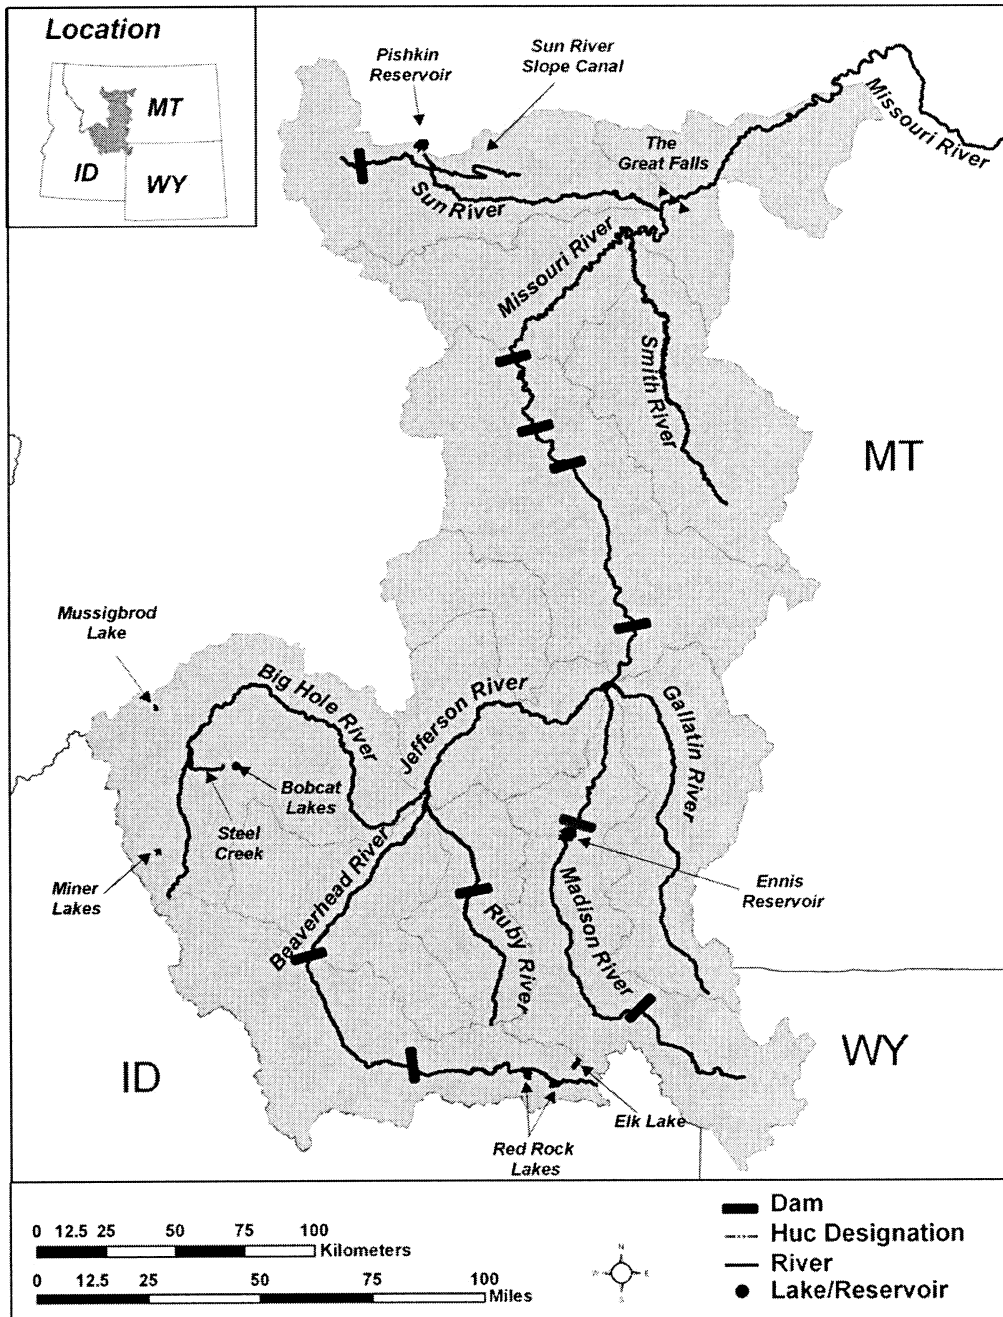 Location
MT
ID
WY
Pishkin
Reservoir
Sun River
Slope Canal
Missouri River
The
Great Falls
Sun River
Missouri River
Smith River
MT
Mussigbrod
Lake
Big Hole River
Jefferson River
Gallatin River
Bobcat
Lakes
Steel
Creek
Miner
Lakes
Beaverhead River
Ruby River
Madison River
Ennis
Reservoir
ID
WY
Elk Lake
Red Rock
Lakes
0 12.5 25 50 75 100
Kilometers
0 12.5 25 50 75 100
Miles
N
W E
S
Dam
Huc Designation
River
Lake/Reservoir